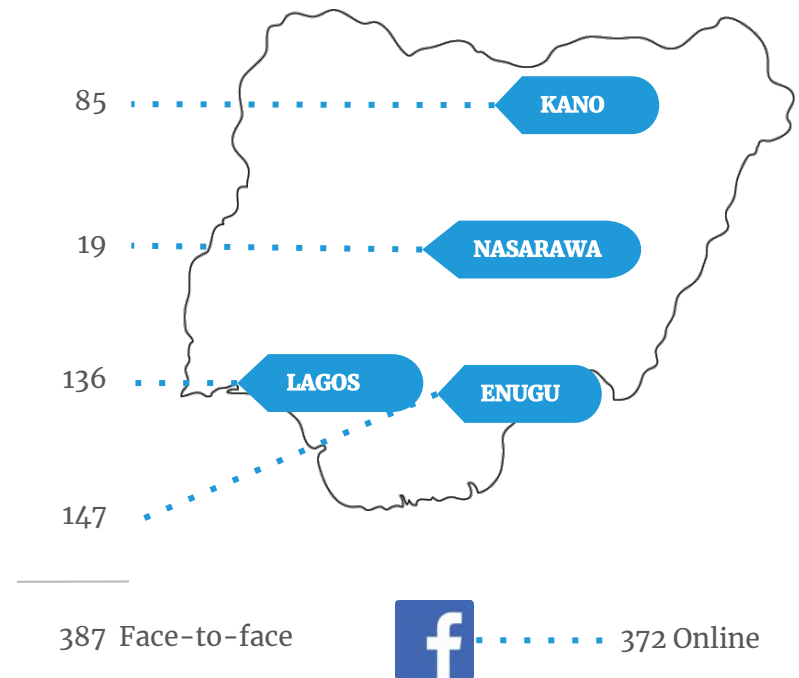 85
KANO
19
NASARAWA
136
LAGOS
ENUGU
147
387 Face-to-face
f
372 Online